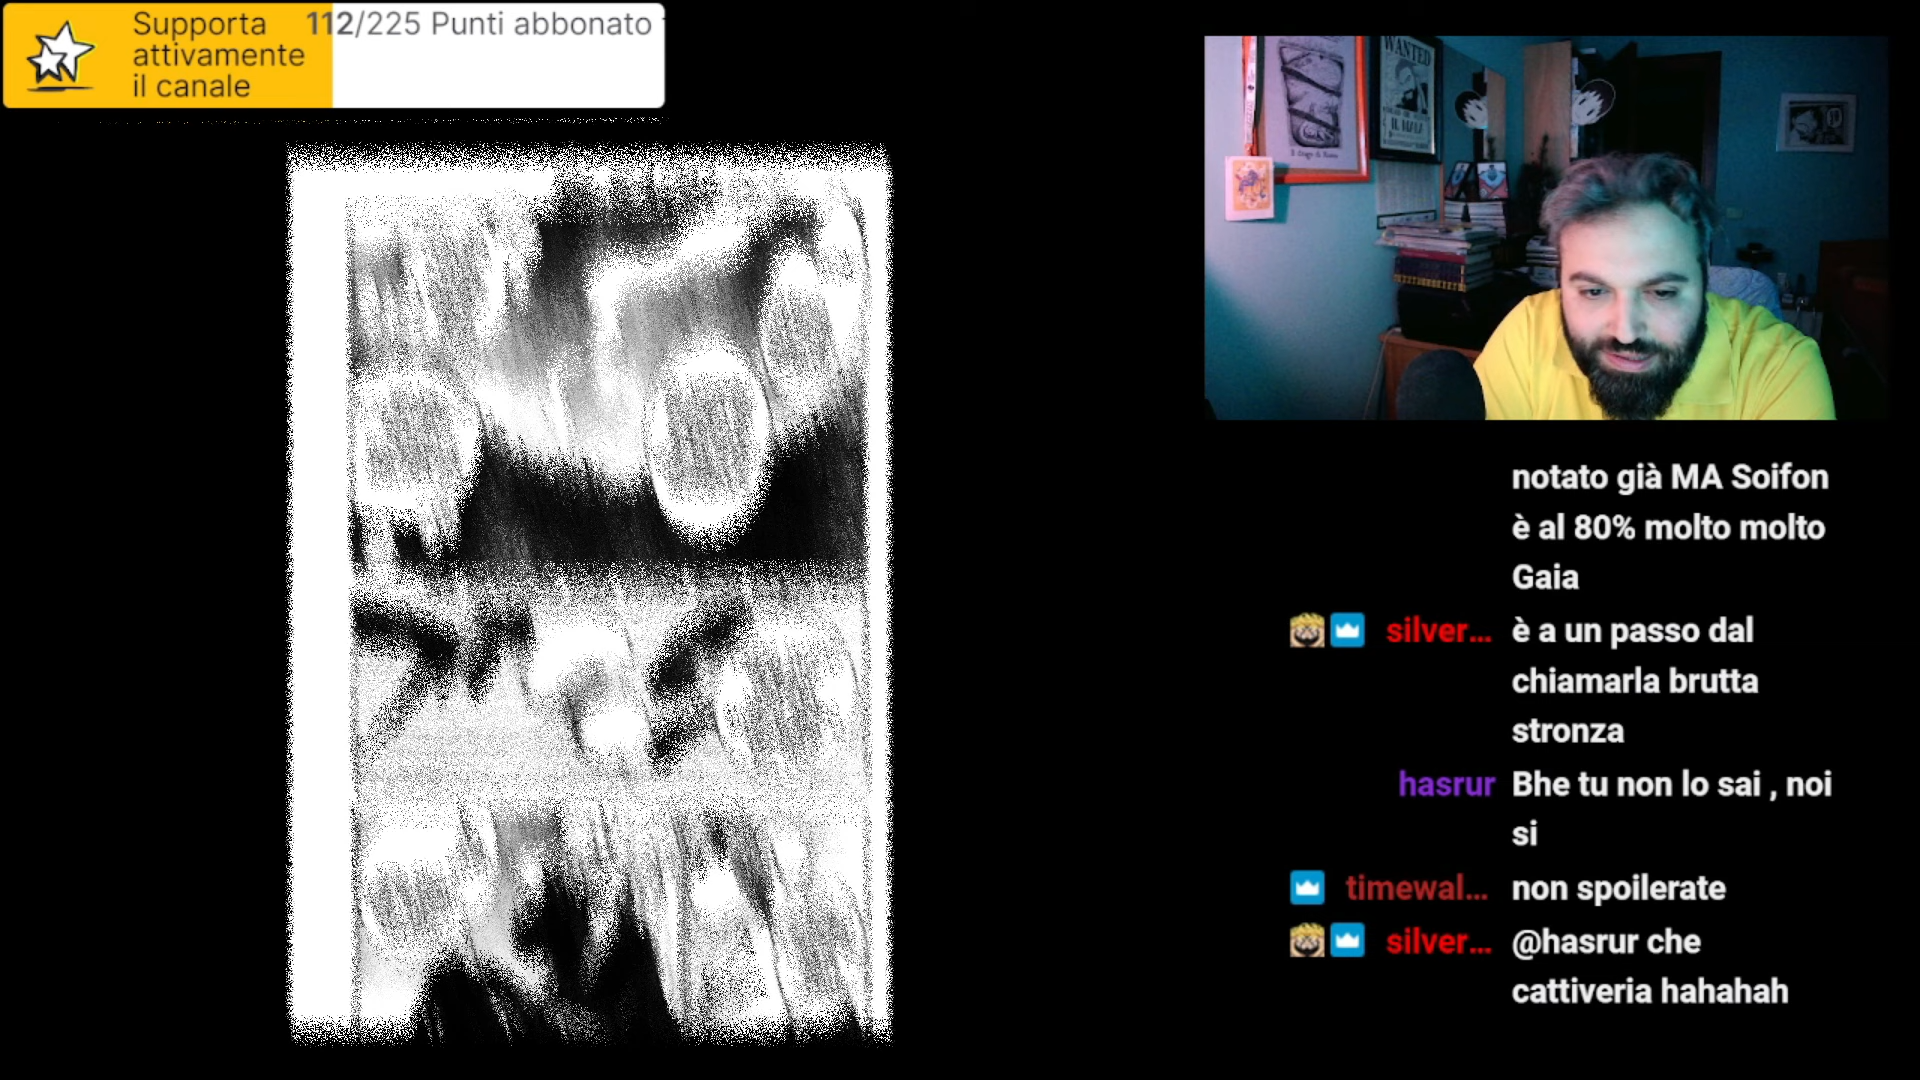 Supporta
attivamente
il canale
112/225 Punti abbonato
WANTED
notato già MA Soifon
è al 80% molto molto
Gaia
silver... è a un passo dal
chiamarla brutta
stronza
hasrur Bhe tu non lo sai , noi
si
timewal... non spoilerate
silver... @hasrur che
cattiveria hahahah